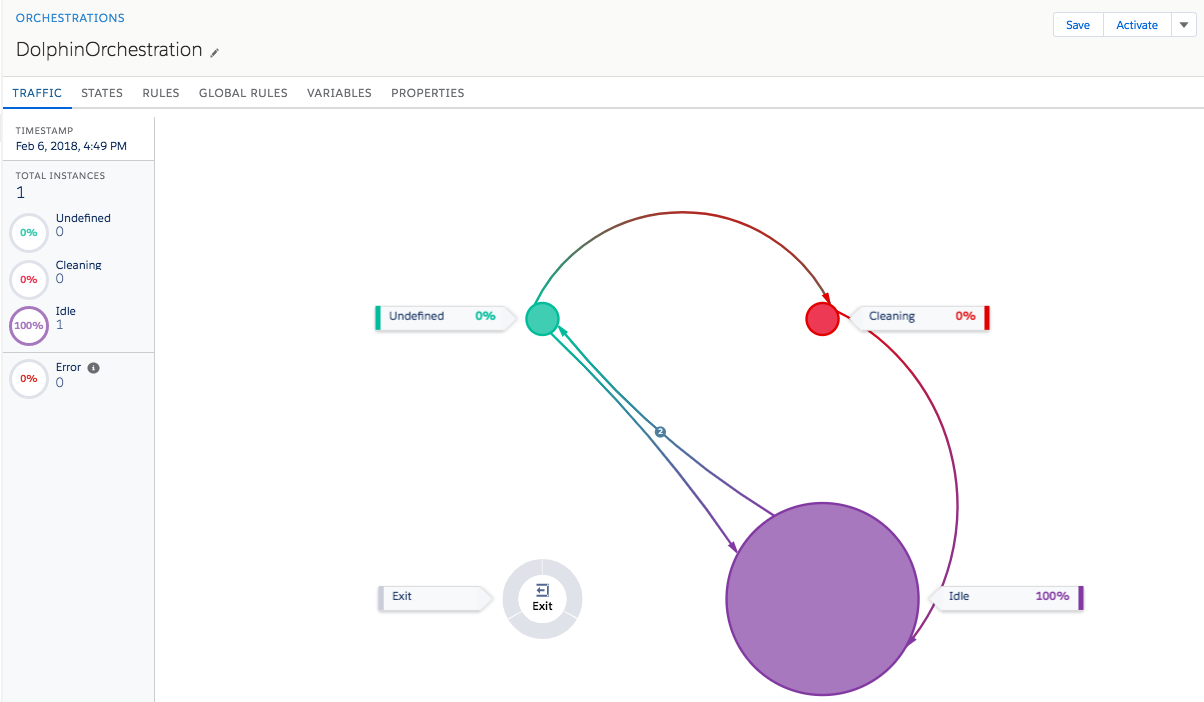 ORCHESTRATIONS
DolphinOrchestration
Save Activate
TRAFFIC STATES RULES GLOBAL RULES VARIABLES PROPERTIES
TIMESTAMP
Feb 6, 2018, 4:49 PM
TOTAL INSTANCES
1
0% Undefined
0
0% Cleaning
0
100% Idle
1
0% Error
0
Undefined 0%
Cleaning 0%
2
Exit
Exit
Idle 100%